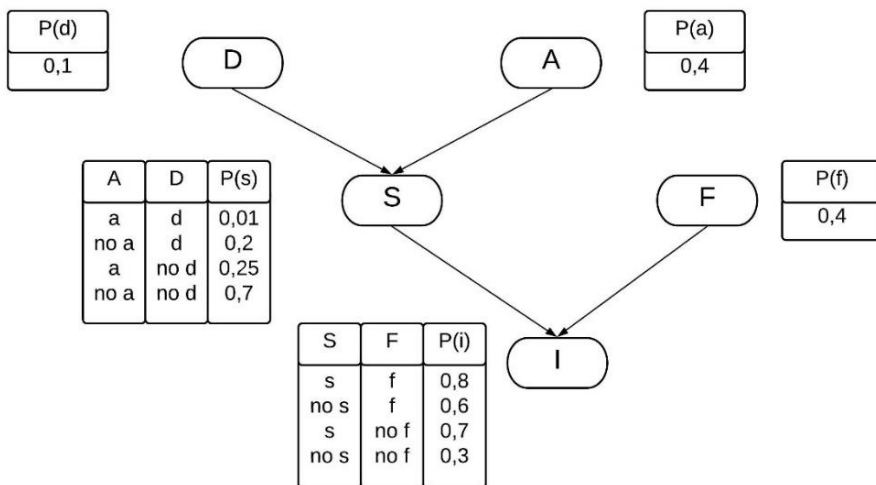 P(d)
0,1
D
A
P(a)
0,4
A D P(s)
a d 0,01
no a d 0,2
a no d 0,25
no a no d 0,7
S
F
P(f)
0,4
S F P(i)
s f 0,8
no s f 0,6
s no f 0,7
no s no f 0,3
I